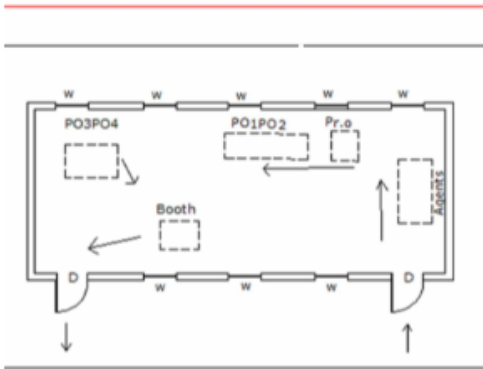 w w w w
PO3PO4 PO1PO2 Pr.o
Agents
Booth
D D
w w w